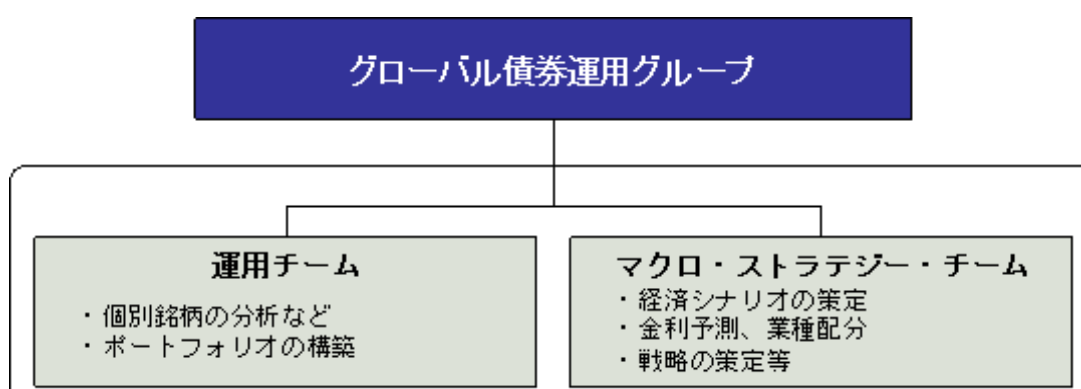 グローバル債券運用グループ
運用チーム
・個別銘柄の分析など
・ポートフォリオの構築
マクロ・ストラテジー・チーム
・経済シナリオの策定
・金利予測、業種配分
・戦略の策定等